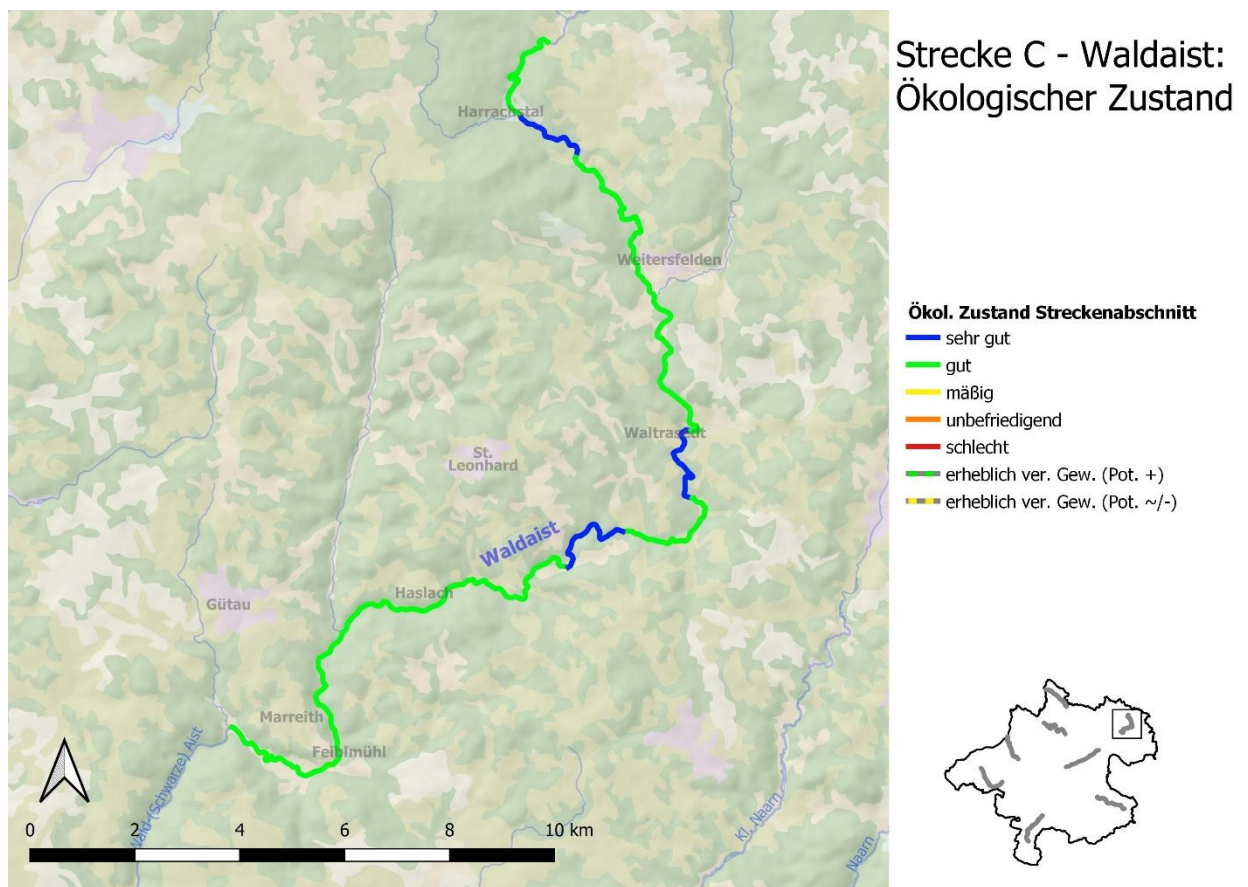 Strecke C - Waldaist:
Ökologischer Zustand
Harrachstal
Weitersfelden
Waltrasedt
St.
Leonhard
Waldaist
Haslach
Gütau
Marreith
Feiblmühl
Wald-(Schwarze) Aist
Kl. Naarn
Naarn
Ökol. Zustand Streckenabschnitt
sehr gut
gut
mäßig
unbefriedigend
schlecht
erheblich ver. Gew. (Pot. +)
erheblich ver. Gew. (Pot. ~/-)
0 2 4 6 8 10 km